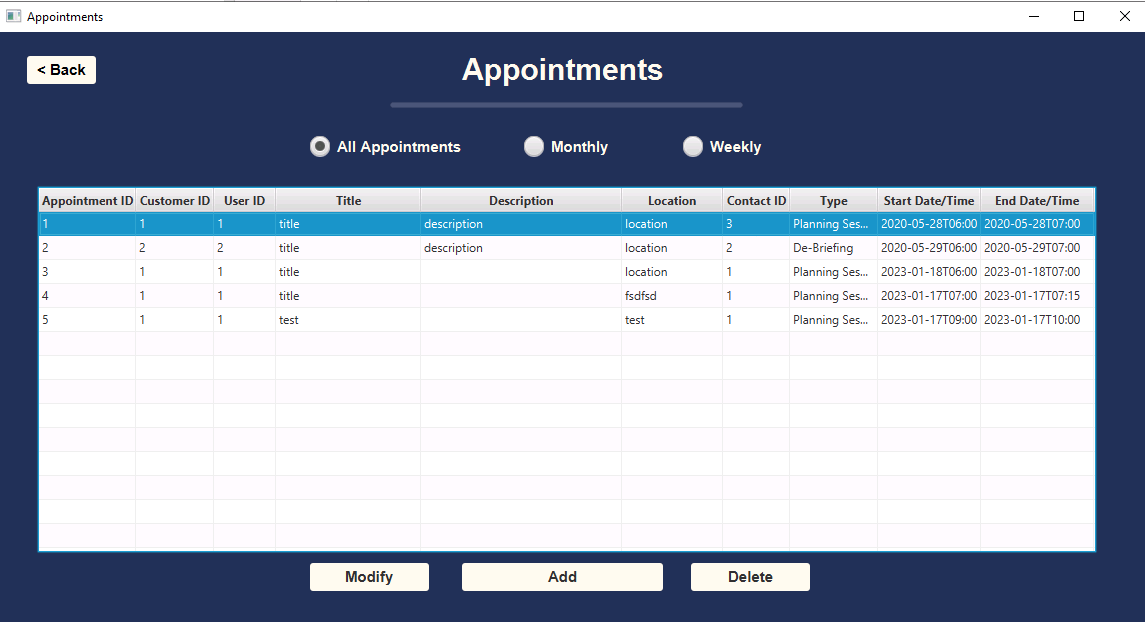 Appointments
< Back
Appointments
All Appointments Monthly Weekly
Appointment ID Customer ID User ID Title Description Location Contact ID Type Start Date/Time End Date/Time
1 1 1 title description location 3 Planning Ses... 2020-05-28T06:00 2020-05-28T07:00
2 2 2 title description location 2 De-Briefing 2020-05-29T06:00 2020-05-29T07:00
3 1 1 title location 1 Planning Ses... 2023-01-18T06:00 2023-01-18T07:00
4 1 1 title fsdfsd 1 Planning Ses... 2023-01-17T07:00 2023-01-17T07:15
5 1 1 test test 1 Planning Ses... 2023-01-17T09:00 2023-01-17T10:00
Modify Add Delete